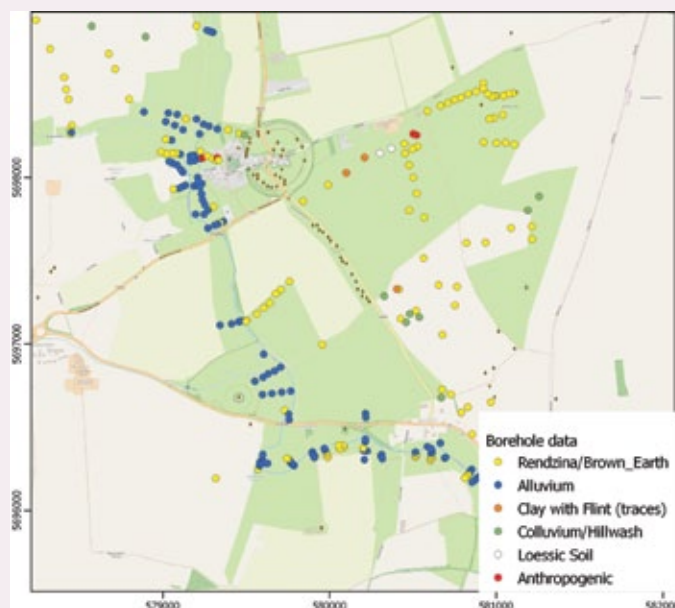 5698000
5697000
5696000
579000
580000
581000
582000
Borehole data
Rendzina/Brown_Earth
Alluvium
Clay with Flint (traces)
Colluvium/Hillwash
Loessic Soil
Anthropogenic